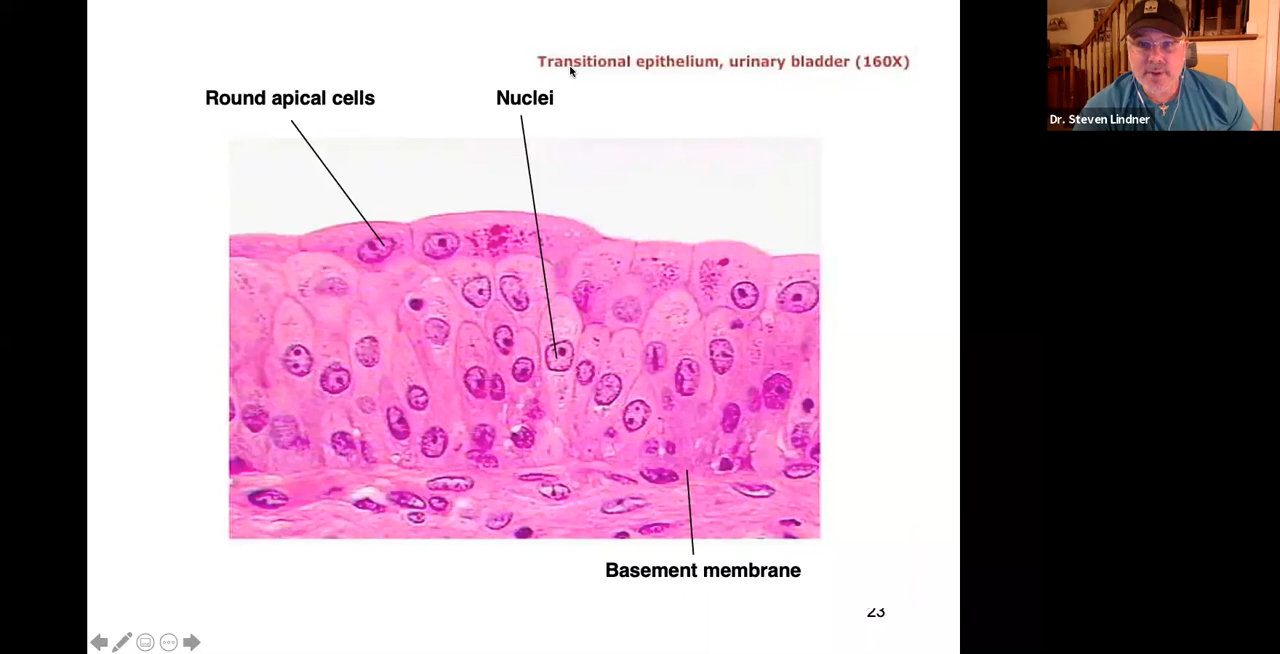 Transitional epithelium, urinary bladder (160X)
Round apical cells
Nuclei
Dr. Steven Lindner
Basement membrane
23